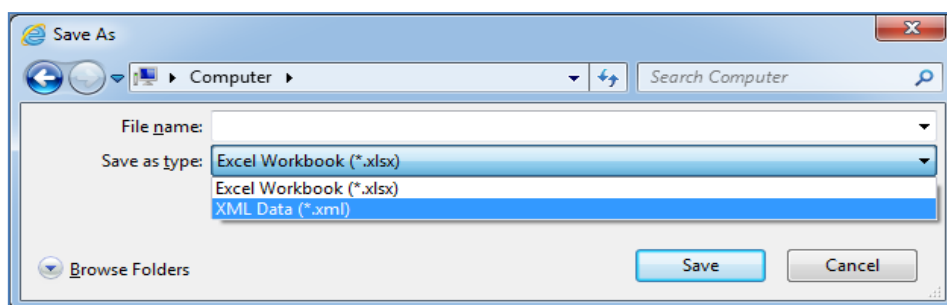 Save As
Computer
Search Computer
File name:
Save as type: Excel Workbook (*.xlsx)
Excel Workbook (*.xlsx)
XML Data (*.xml)
Browse Folders Save Cancel